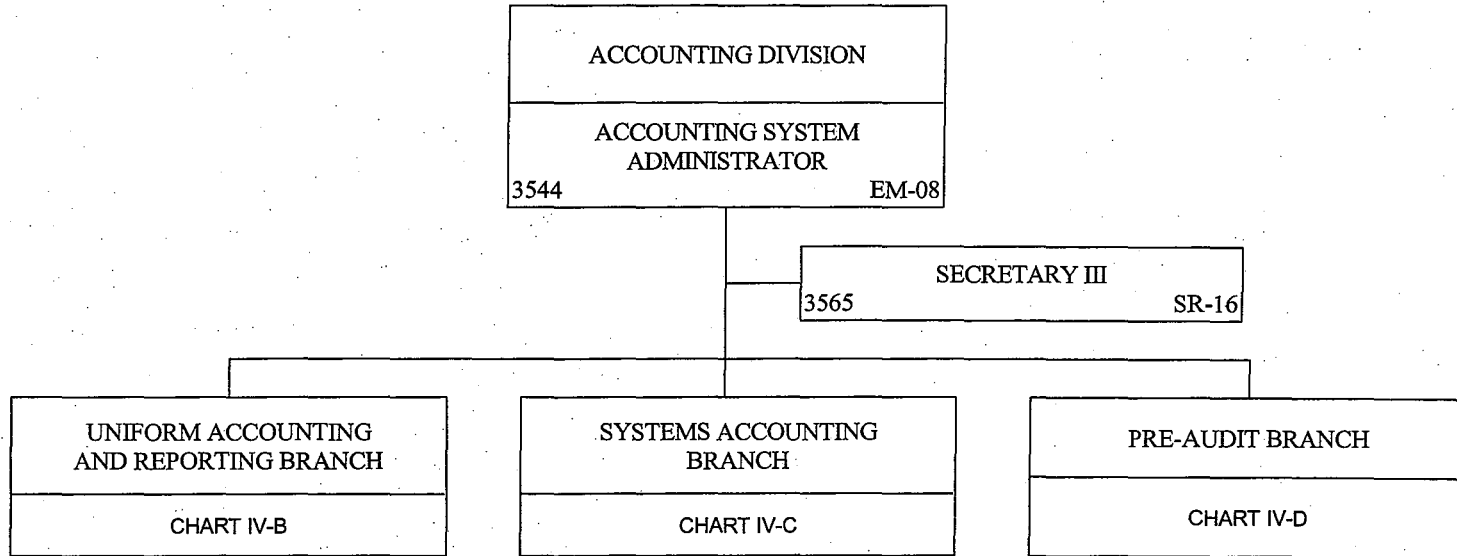 ACCOUNTING DIVISION
ACCOUNTING SYSTEM
ADMINISTRATOR
3544 EM-08
SECRETARY III
3565 SR-16
UNIFORM ACCOUNTING
AND REPORTING BRANCH
CHART IV-B
SYSTEMS ACCOUNTING
BRANCH
CHART IV-C
PRE-AUDIT BRANCH
CHART IV-D